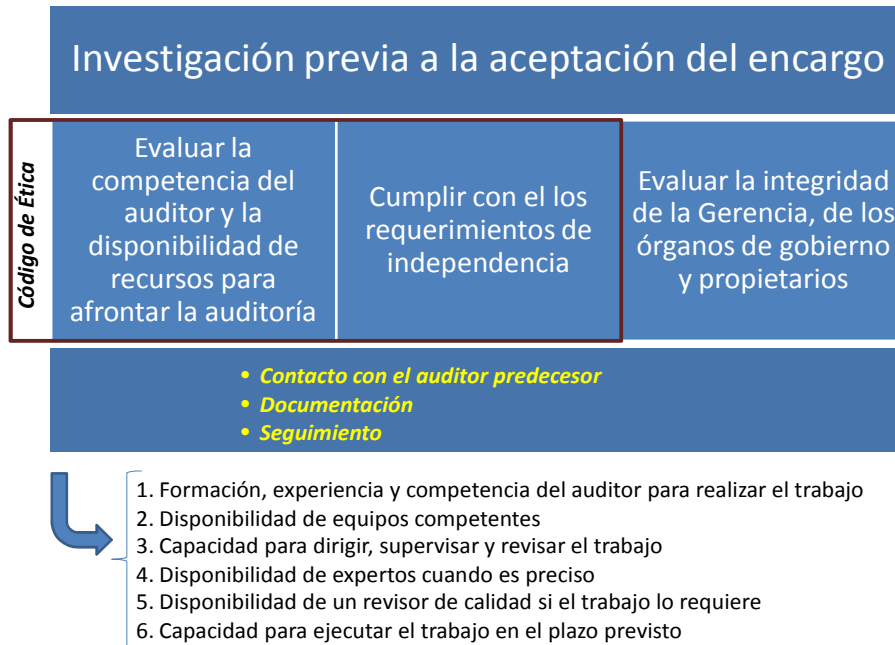 Investigación previa a la aceptación del encargo
Código de Ética
Evaluar la
competencia del
auditor y la
disponibilidad de
recursos para
afrontar la auditoría
Cumplir con el los
requerimientos de
independencia
Evaluar la integridad
de la Gerencia, de los
órganos de gobierno
y propietarios
• Contacto con el auditor predecesor
• Documentación
• Seguimiento
1. Formación, experiencia y competencia del auditor para realizar el trabajo
2. Disponibilidad de equipos competentes
3. Capacidad para dirigir, supervisar y revisar el trabajo
4. Disponibilidad de expertos cuando es preciso
5. Disponibilidad de un revisor de calidad si el trabajo lo requiere
6. Capacidad para ejecutar el trabajo en el plazo previsto